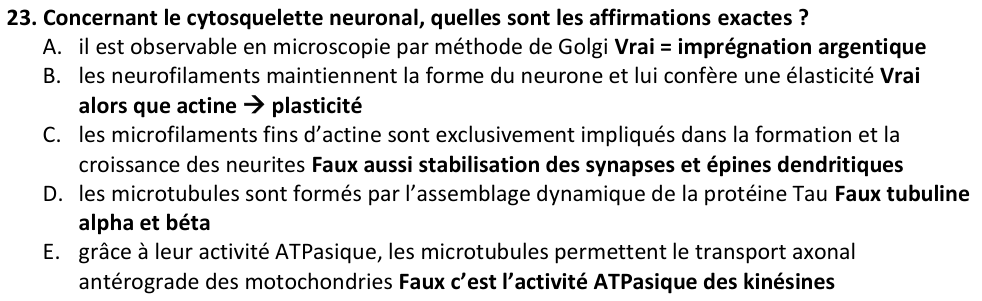 23. Concernant le cytosquelette neuronal, quelles sont les affirmations exactes ?
A. il est observable en microscopie par méthode de Golgi Vrai = imprégnation argentique
B. les neurofilaments maintiennent la forme du neurone et lui confère une élasticité Vrai
alors que actine → plasticité
C. les microfilaments fins d’actine sont exclusivement impliqués dans la formation et la
croissance des neurites Faux aussi stabilisation des synapses et épines dendritiques
D. les microtubules sont formés par l’assemblage dynamique de la protéine Tau Faux tubuline
alpha et béta
E. grâce à leur activité ATPasique, les microtubules permettent le transport axonal
antérograde des motochondries Faux c’est l’activité ATPasique des kinésines